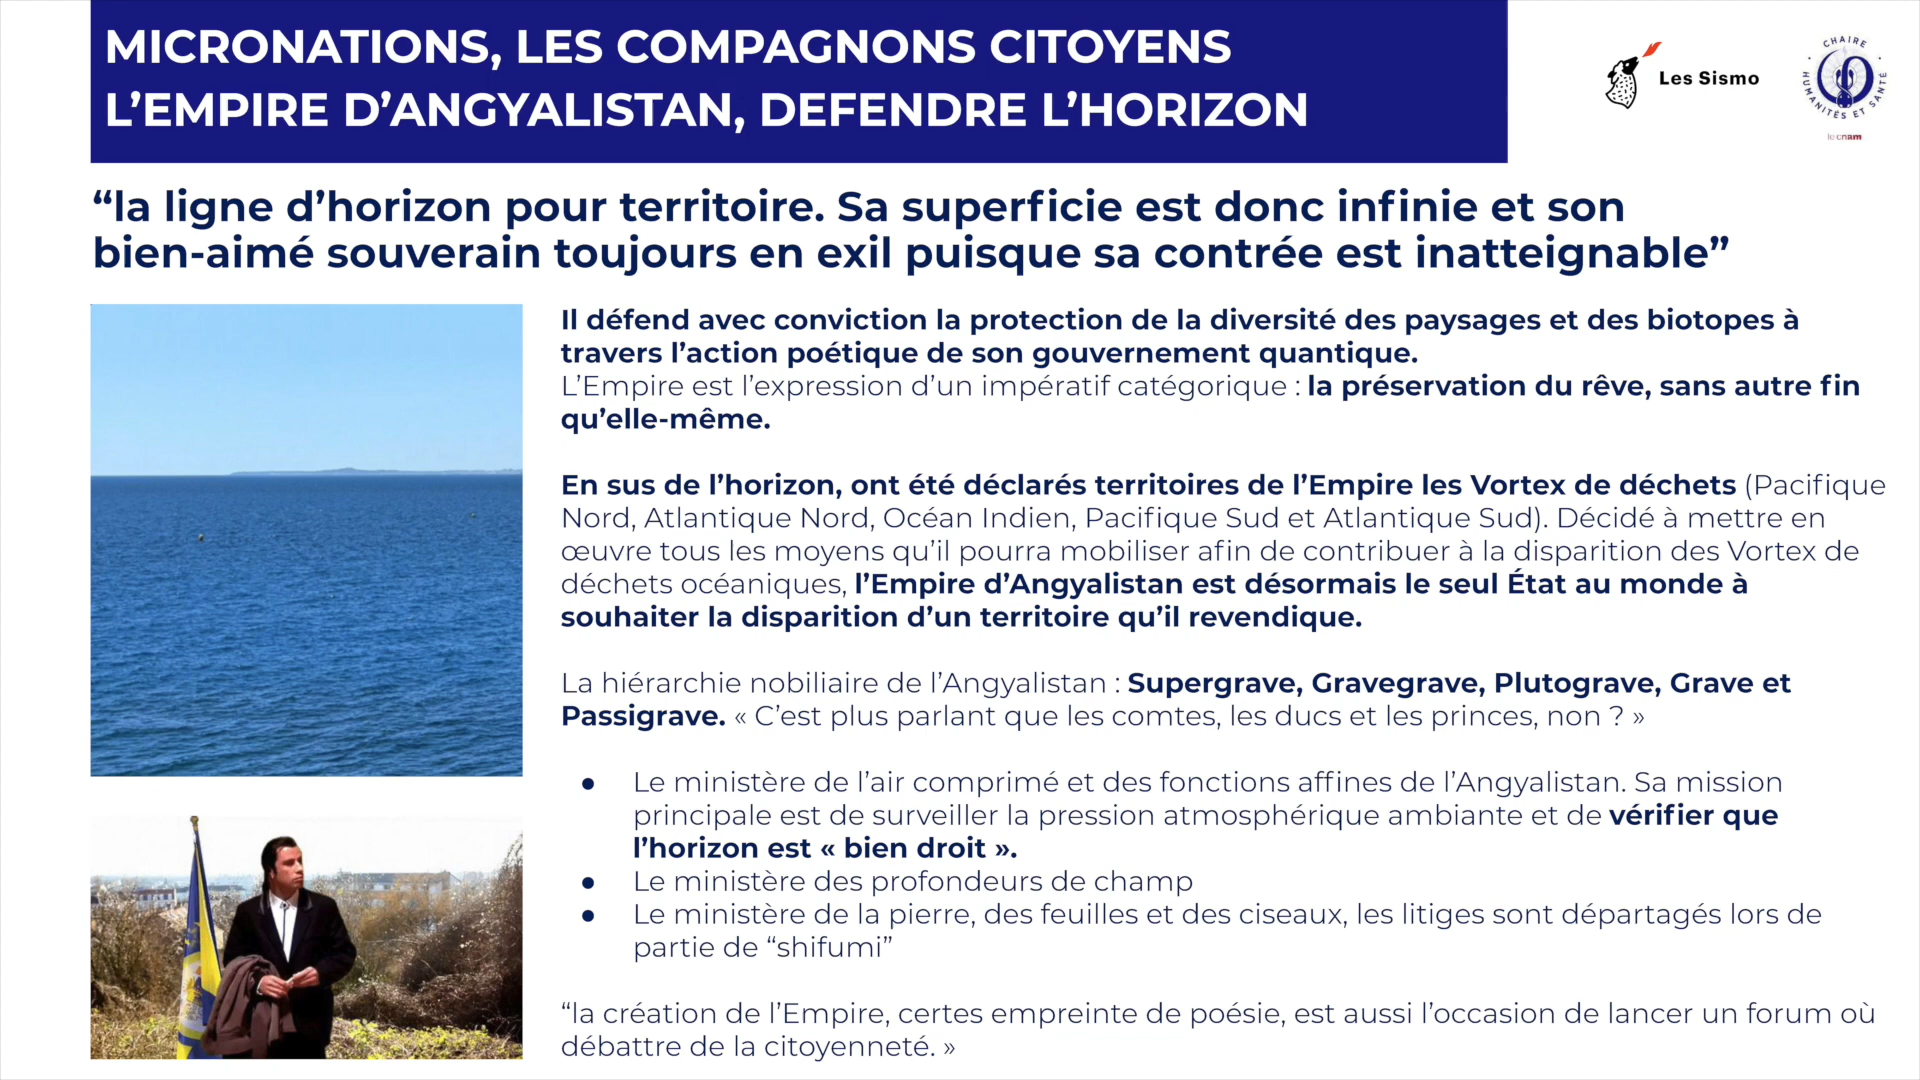 MICRONATIONS, LES COMPAGNONS CITOYENS
L’EMPIRE D’ANGYALISTAN, DEFENDRE L’HORIZON
Les Sismo
CHAIRE
HUMANITÉS ET SANTÉ
le cnam
“la ligne d’horizon pour territoire. Sa superficie est donc infinie et son
bien-aimé souverain toujours en exil puisque sa contrée est inatteignable”
Il défend avec conviction la protection de la diversité des paysages et des biotopes à
travers l’action poétique de son gouvernement quantique.
L’Empire est l’expression d’un impératif catégorique : la préservation du rêve, sans autre fin
qu’elle-même.
En sus de l’horizon, ont été déclarés territoires de l’Empire les Vortex de déchets (Pacifique
Nord, Atlantique Nord, Océan Indien, Pacifique Sud et Atlantique Sud). Décidé à mettre en
œuvre tous les moyens qu’il pourra mobiliser afin de contribuer à la disparition des Vortex de
déchets océaniques, l’Empire d’Angyalistan est désormais le seul État au monde à
souhaiter la disparition d’un territoire qu’il revendique.
La hiérarchie nobiliaire de l’Angyalistan : Supergrave, Gravegrave, Plutograve, Grave et
Passigrave. « C’est plus parlant que les comtes, les ducs et les princes, non ? »
● Le ministère de l’air comprimé et des fonctions affines de l’Angyalistan. Sa mission
principale est de surveiller la pression atmosphérique ambiante et de vérifier que
l’horizon est « bien droit ».
● Le ministère des profondeurs de champ
● Le ministère de la pierre, des feuilles et des ciseaux, les litiges sont départagés lors de
partie de “shifumi”
“la création de l’Empire, certes empreinte de poésie, est aussi l’occasion de lancer un forum où
débattre de la citoyenneté. »